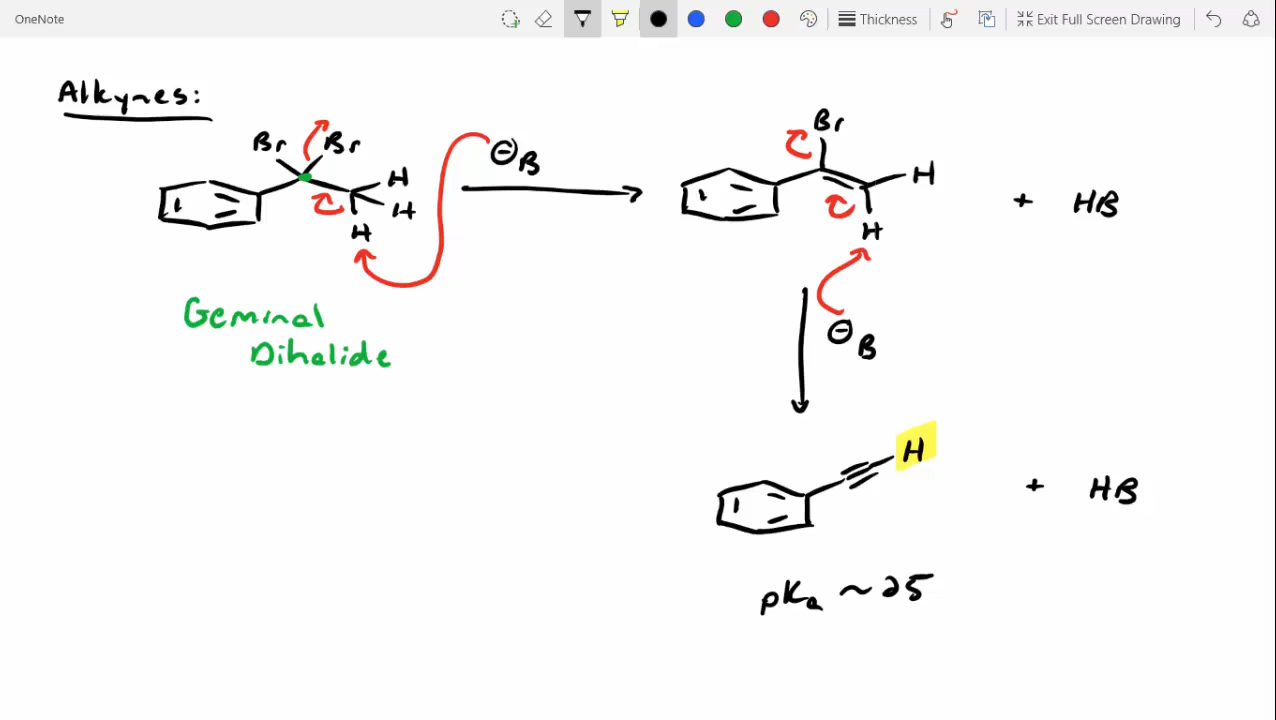 OneNote
Thickness
Exit Full Screen Drawing
Alkynes:
Br Br
H
H
H
⊖B
Br
H
H
+ HB
Geminal
Dihalide
⊖B
H
+ HB
pKa ~25